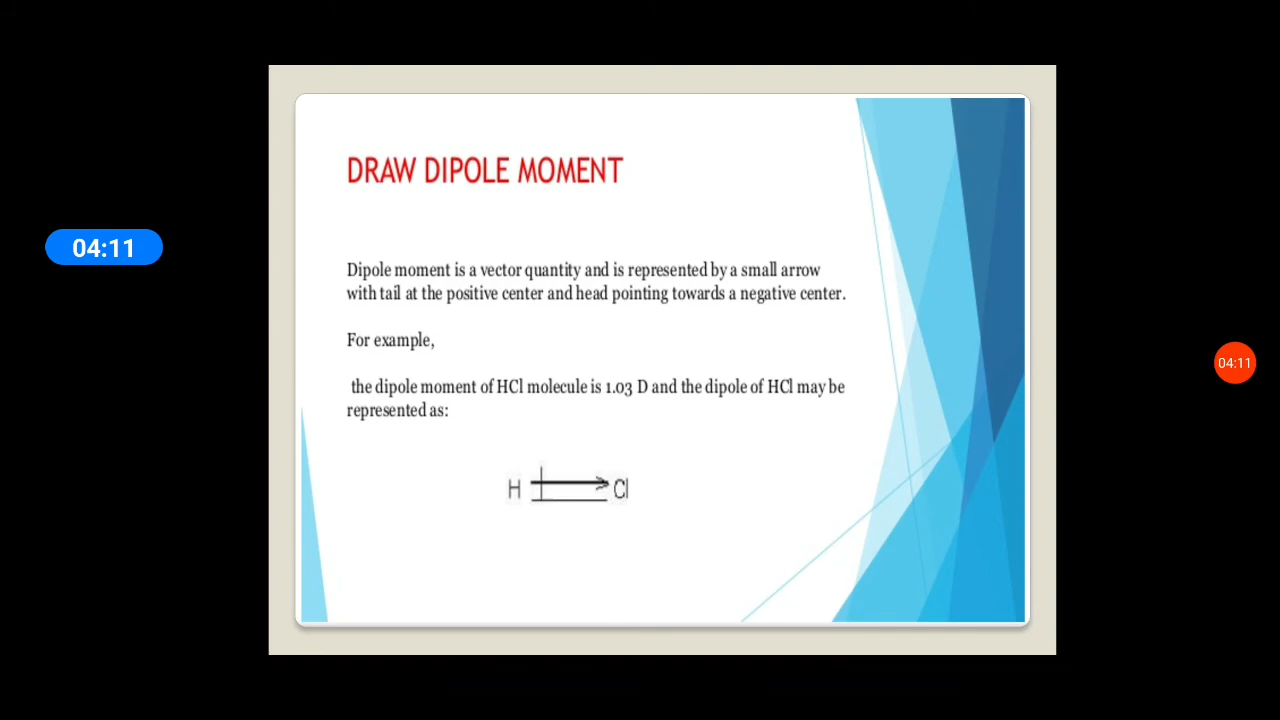 DRAW DIPOLE MOMENT
04:11
Dipole moment is a vector quantity and is represented by a small arrow
with tail at the positive center and head pointing towards a negative center.
For example,
the dipole moment of HCl molecule is 1.03 D and the dipole of HCl may be
represented as:
04:11
H Cl